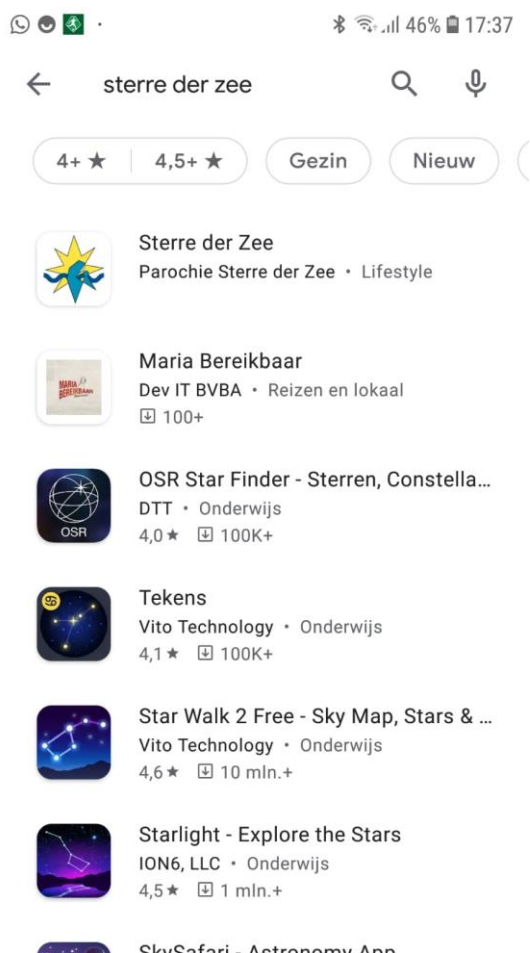 46% 17:37
sterre der zee
4+ ★ 4,5+ ★ Gezin Nieuw
Sterre der Zee
Parochie Sterre der Zee • Lifestyle
MARIA
BEREIKBAAR
Maria Bereikbaar
Dev IT BVBA • Reizen en lokaal
100+
OSR Star Finder - Sterren, Constella...
DTT • Onderwijs
OSR
4,0 ★ 100K+
Tekens
Vito Technology • Onderwijs
4,1 ★ 100K+
Star Walk 2 Free - Sky Map, Stars & ...
Vito Technology • Onderwijs
4,6 ★ 10 mln.+
Starlight - Explore the Stars
ION6, LLC • Onderwijs
4,5 ★ 1 mln.+
SkySafari - Astronomy App